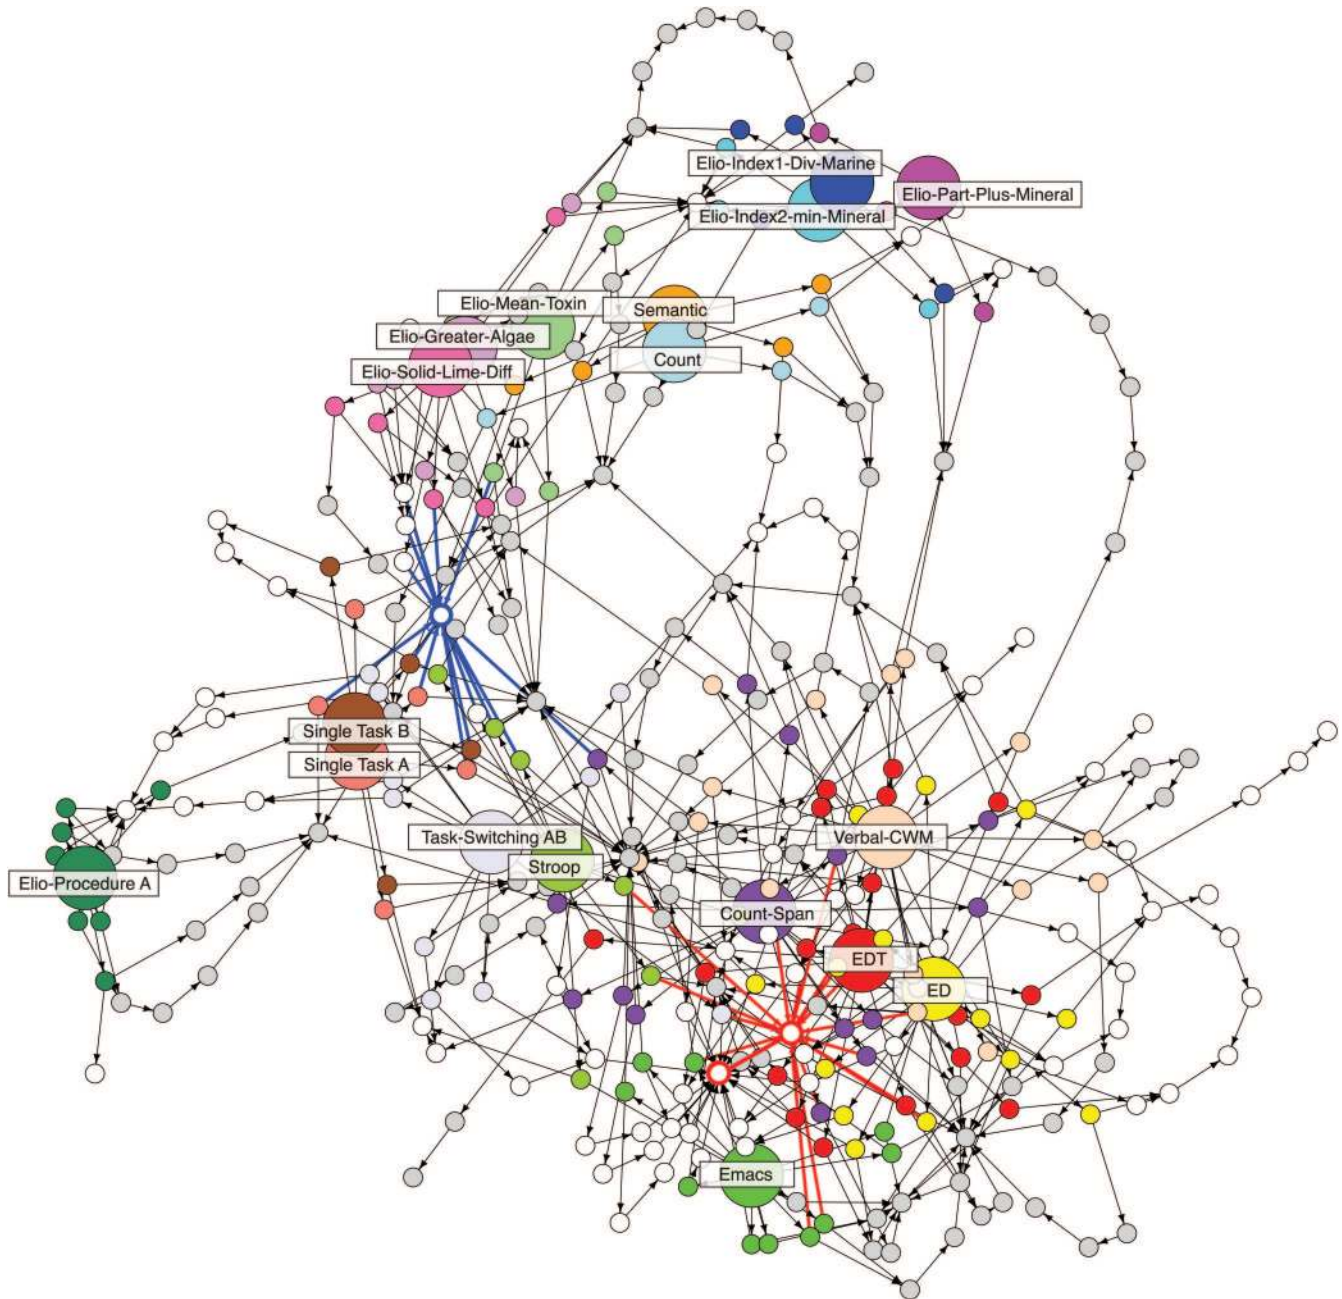 Elio-Index1-Div-Marine
Elio-Part-Plus-Mineral
Elio-Index2-min-Mineral
Elio-Mean-Toxin
Semantic
Elio-Greater-Algae
Count
Elio-Solid-Lime-Diff
Single Task B
Single Task A
Task-Switching AB
Verbal-CWM
Stroop
Elio-Procedure A
Count-Span
EDT
ED
Emacs